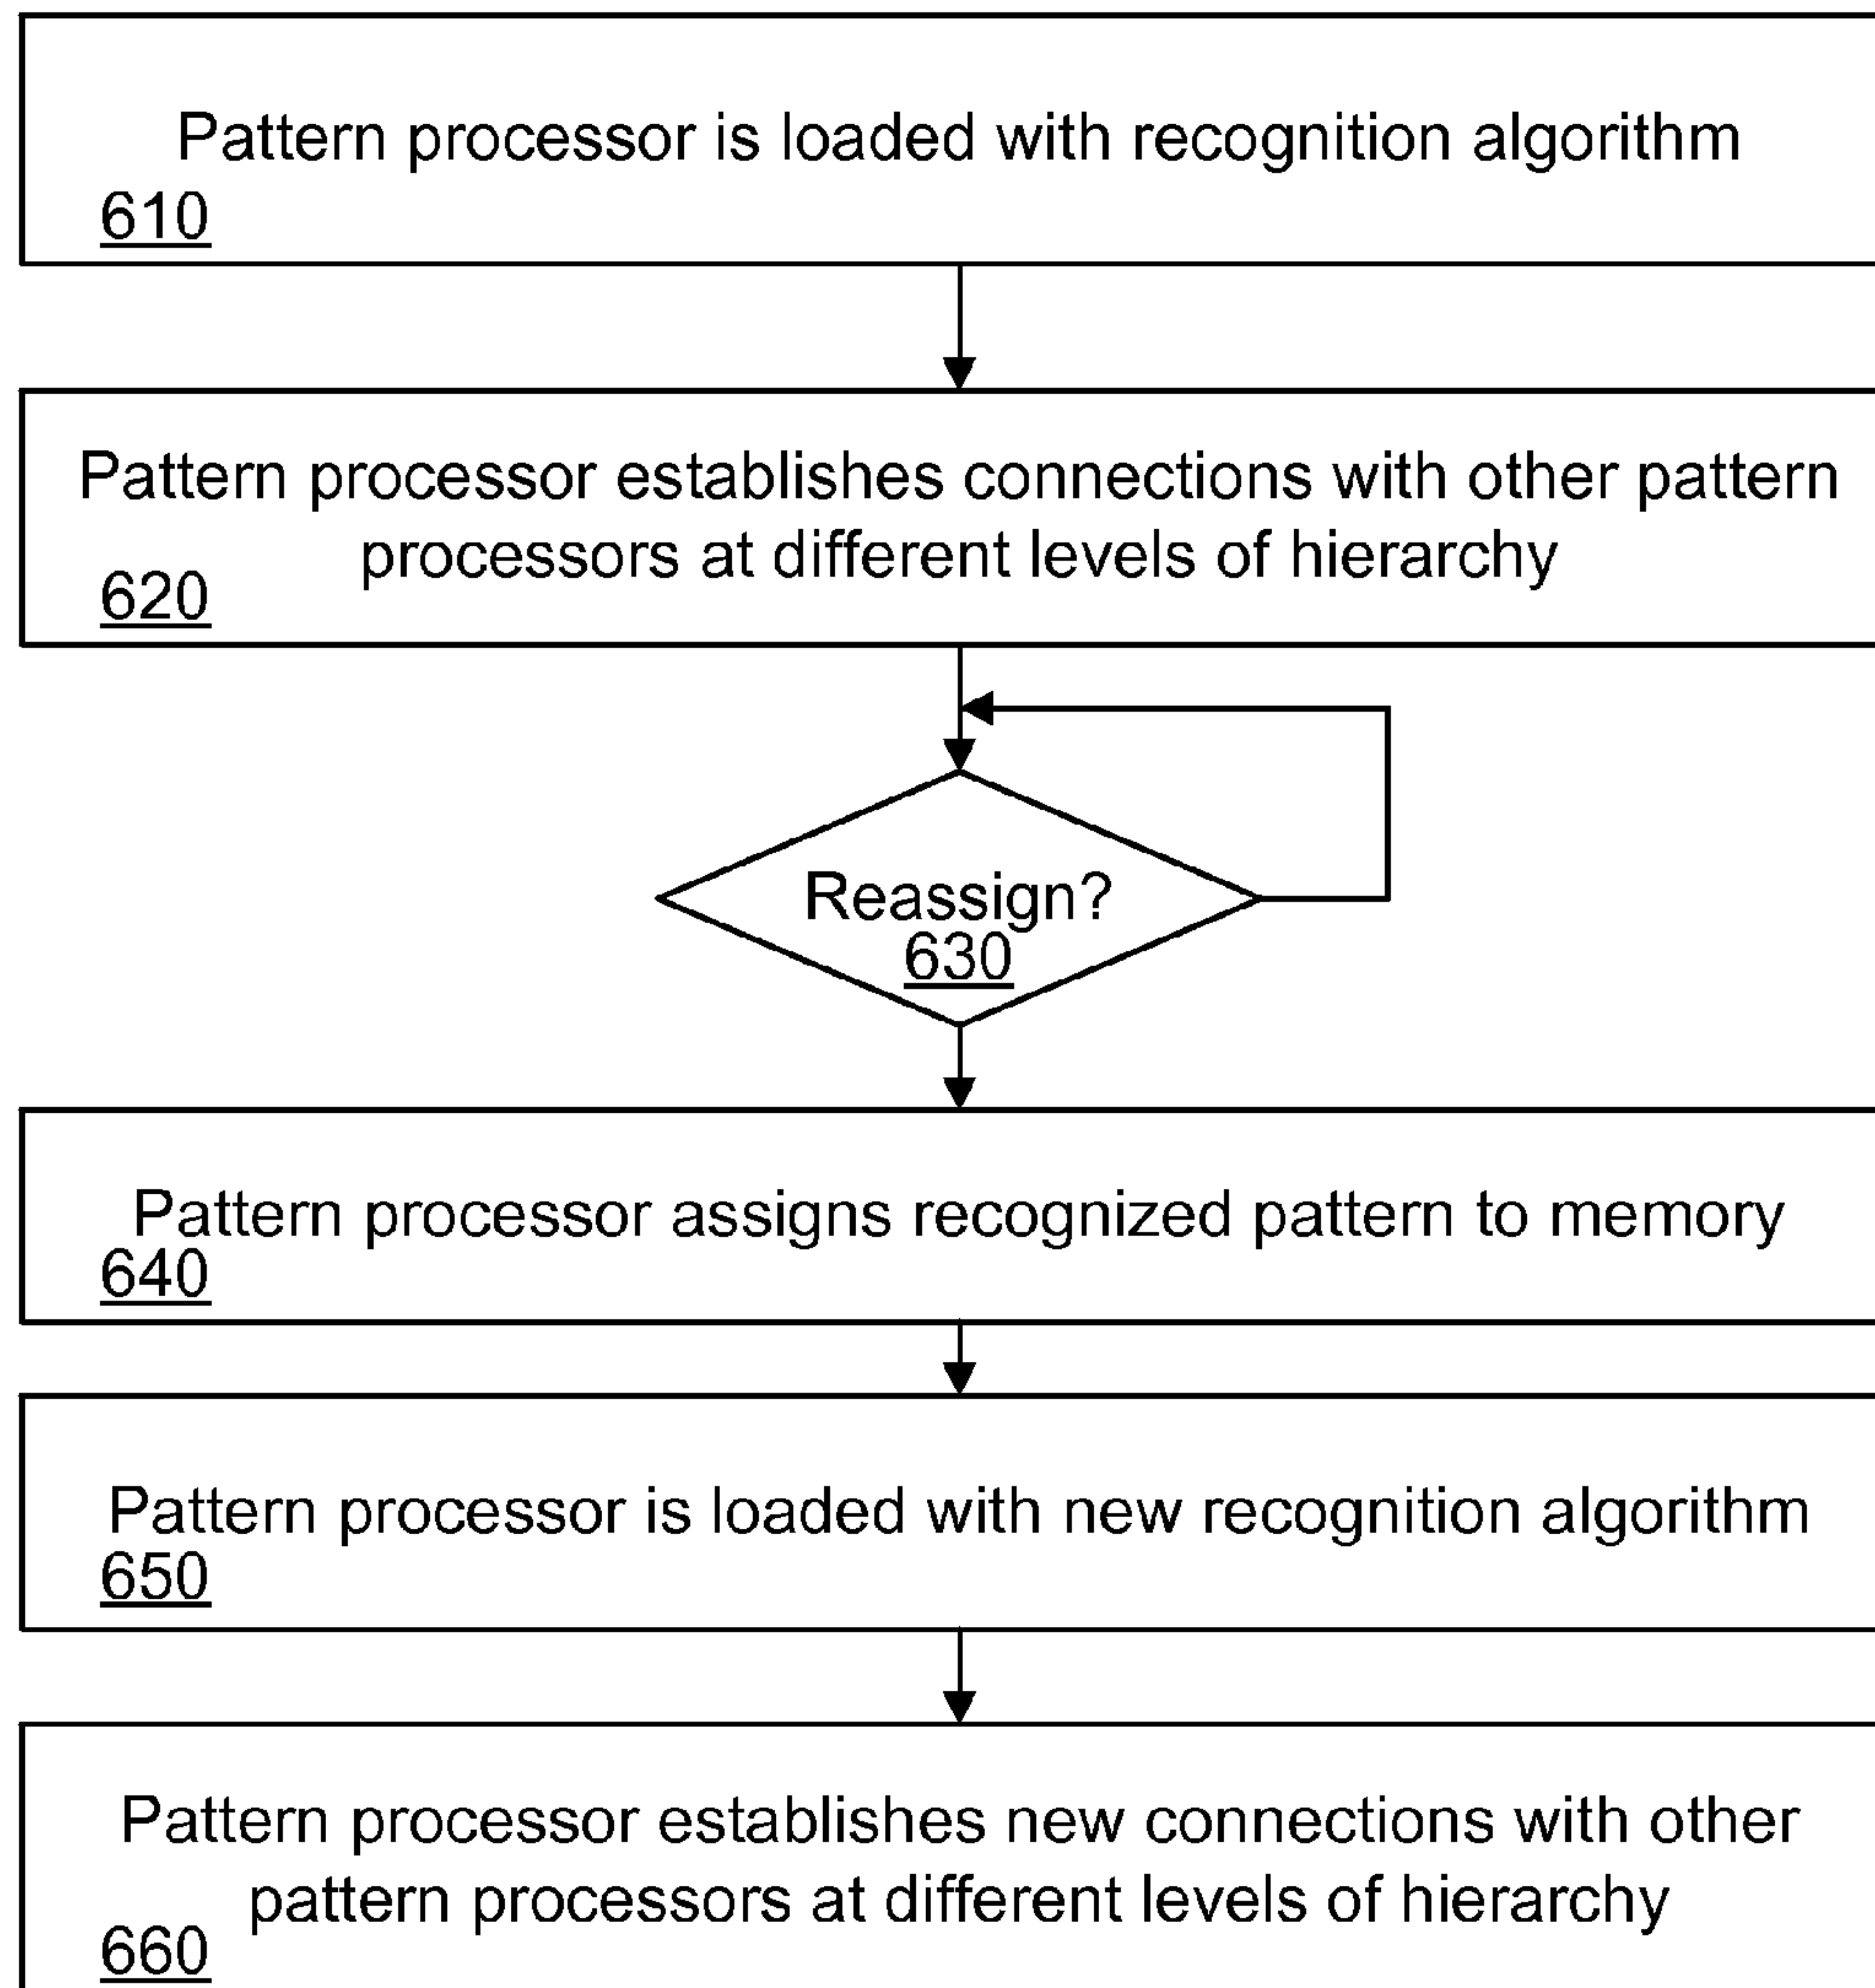 Pattern processor is loaded with recognition algorithm
610
Pattern processor establishes connections with other pattern
processors at different levels of hierarchy
620
Reassign?
630
Pattern processor assigns recognized pattern to memory
640
Pattern processor is loaded with new recognition algorithm
650
Pattern processor establishes new connections with other
pattern processors at different levels of hierarchy
660